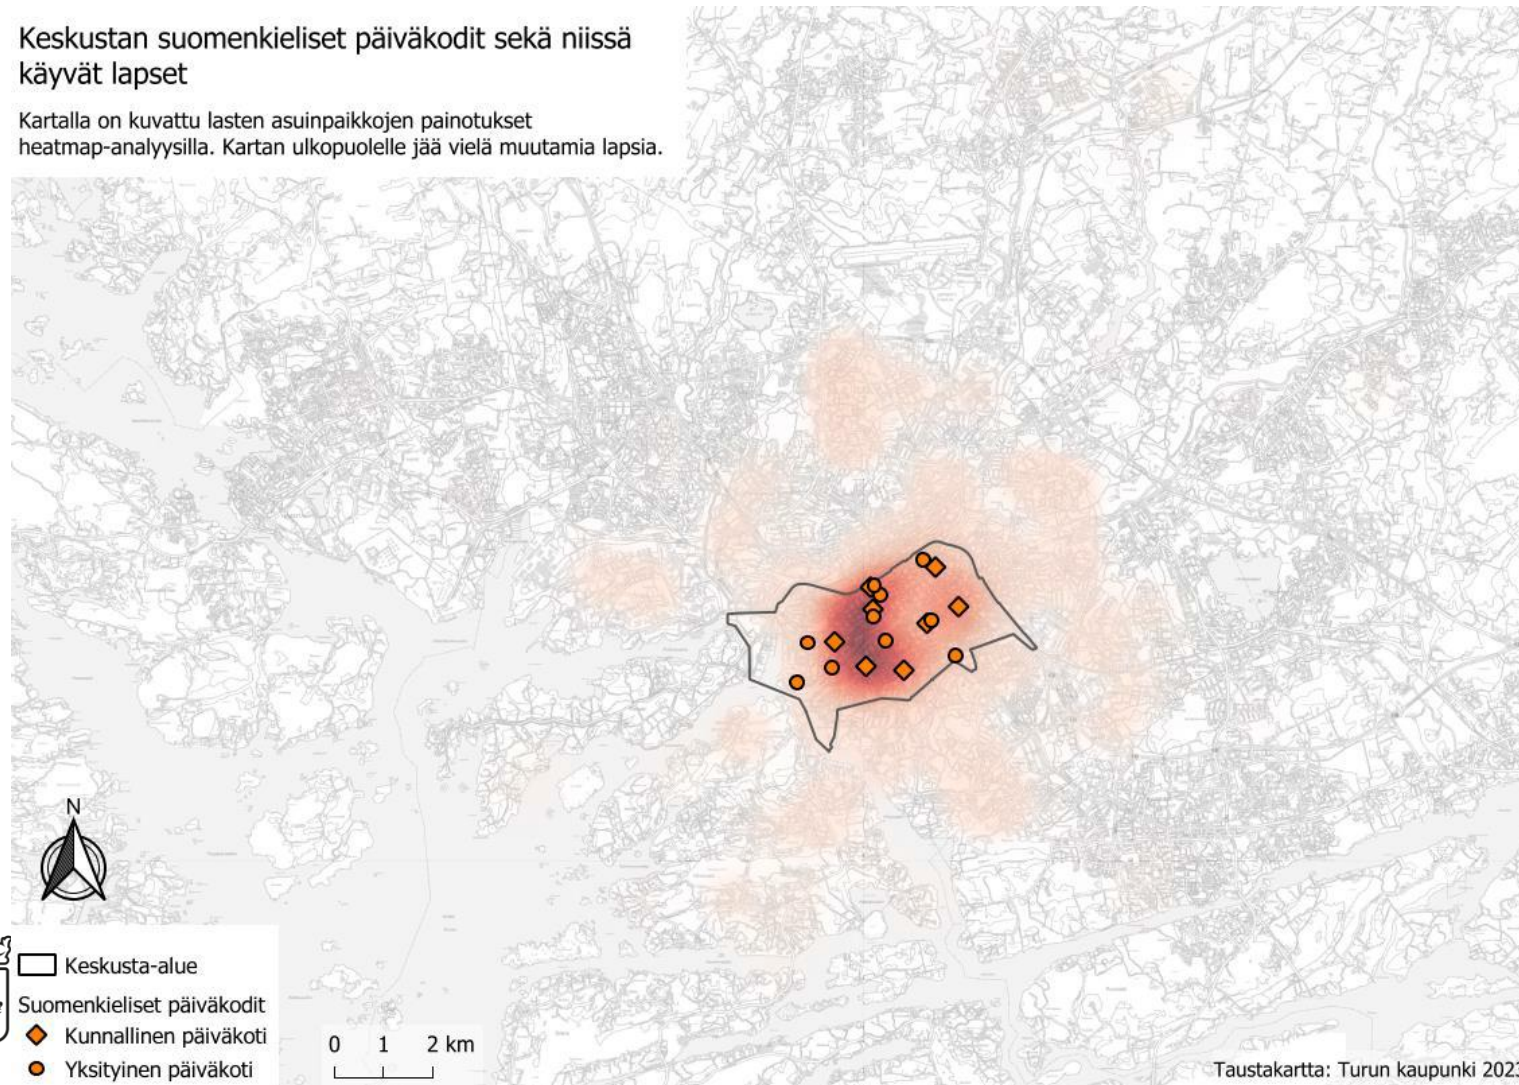 Keskustan suomenkieliset päiväkodit sekä niissä
käyvät lapset
Kartalla on kuvattu lasten asuinpaikkojen painotukset
heatmap-analyysilla. Kartan ulkopuolelle jää vielä muutamia lapsia.
N
Keskusta-alue
Suomenkieliset päiväkodit
Kunnallinen päiväkoti
Yksityinen päiväkoti
0 1 2 km
Taustakartta: Turun kaupunki 2023